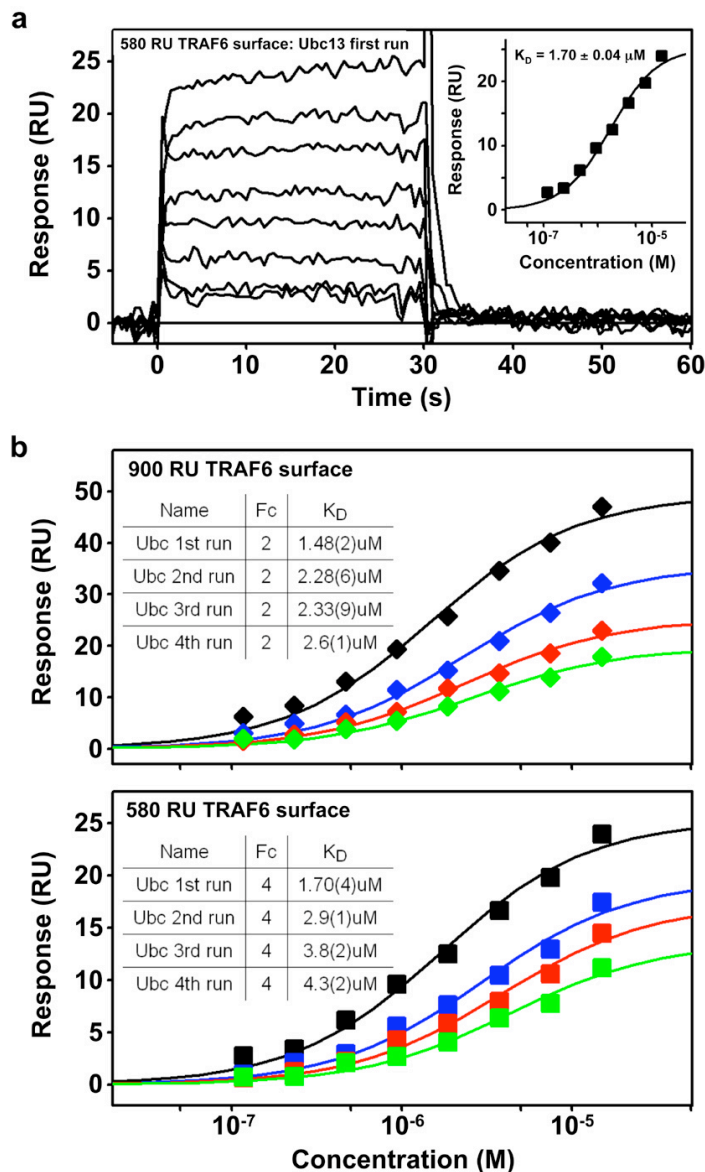 a
580 RU TRAF6 surface: Ubc13 first run
K_D = 1.70 ± 0.04 μM
Response (RU)
25
20
15
10
5
0
Response (RU)
20
10
0
10⁻⁷
10⁻⁵
Concentration (M)
0
10
20
30
40
50
60
Time (s)
b
900 RU TRAF6 surface
Name Fc K_D
Ubc 1st run 2 1.48(2)uM
Ubc 2nd run 2 2.28(6)uM
Ubc 3rd run 2 2.33(9)uM
Ubc 4th run 2 2.6(1)uM
Response (RU)
50
40
30
20
10
0
580 RU TRAF6 surface
Name Fc K_D
Ubc 1st run 4 1.70(4)uM
Ubc 2nd run 4 2.9(1)uM
Ubc 3rd run 4 3.8(2)uM
Ubc 4th run 4 4.3(2)uM
Response (RU)
25
20
15
10
5
0
10⁻⁷
10⁻⁶
10⁻⁵
Concentration (M)